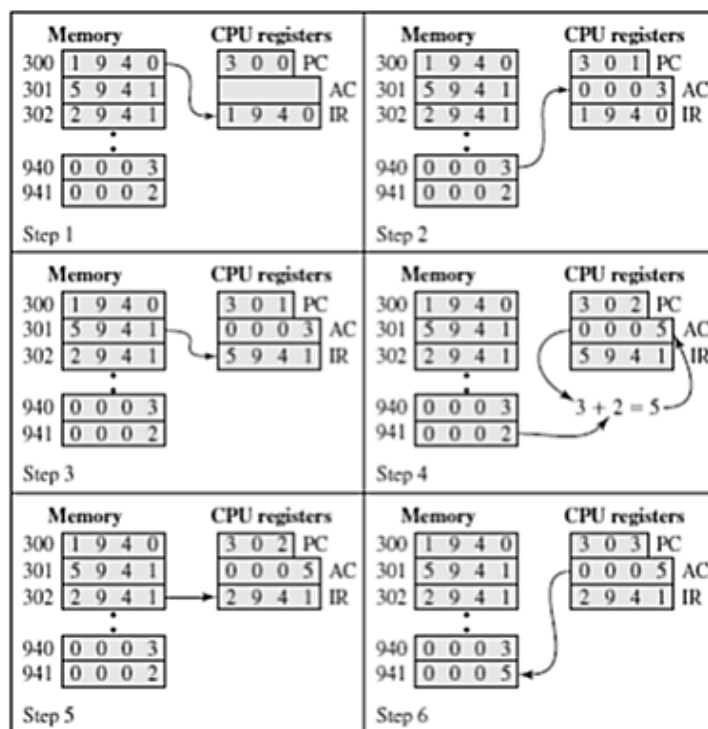 Memory CPU registers
300 1 9 4 0 3 0 0 PC
301 5 9 4 1 AC
302 2 9 4 1 1 9 4 0 IR
940 0 0 0 3
941 0 0 0 2
Step 1
Memory CPU registers
300 1 9 4 0 3 0 1 PC
301 5 9 4 1 0 0 0 3 AC
302 2 9 4 1 1 9 4 0 IR
940 0 0 0 3
941 0 0 0 2
Step 2
Memory CPU registers
300 1 9 4 0 3 0 1 PC
301 5 9 4 1 0 0 0 3 AC
302 2 9 4 1 5 9 4 1 IR
940 0 0 0 3
941 0 0 0 2
Step 3
Memory CPU registers
300 1 9 4 0 3 0 2 PC
301 5 9 4 1 0 0 0 5 AC
302 2 9 4 1 5 9 4 1 IR
940 0 0 0 3 3 + 2 = 5
941 0 0 0 2
Step 4
Memory CPU registers
300 1 9 4 0 3 0 2 PC
301 5 9 4 1 0 0 0 5 AC
302 2 9 4 1 2 9 4 1 IR
940 0 0 0 3
941 0 0 0 2
Step 5
Memory CPU registers
300 1 9 4 0 3 0 3 PC
301 5 9 4 1 0 0 0 5 AC
302 2 9 4 1 2 9 4 1 IR
940 0 0 0 3
941 0 0 0 5
Step 6